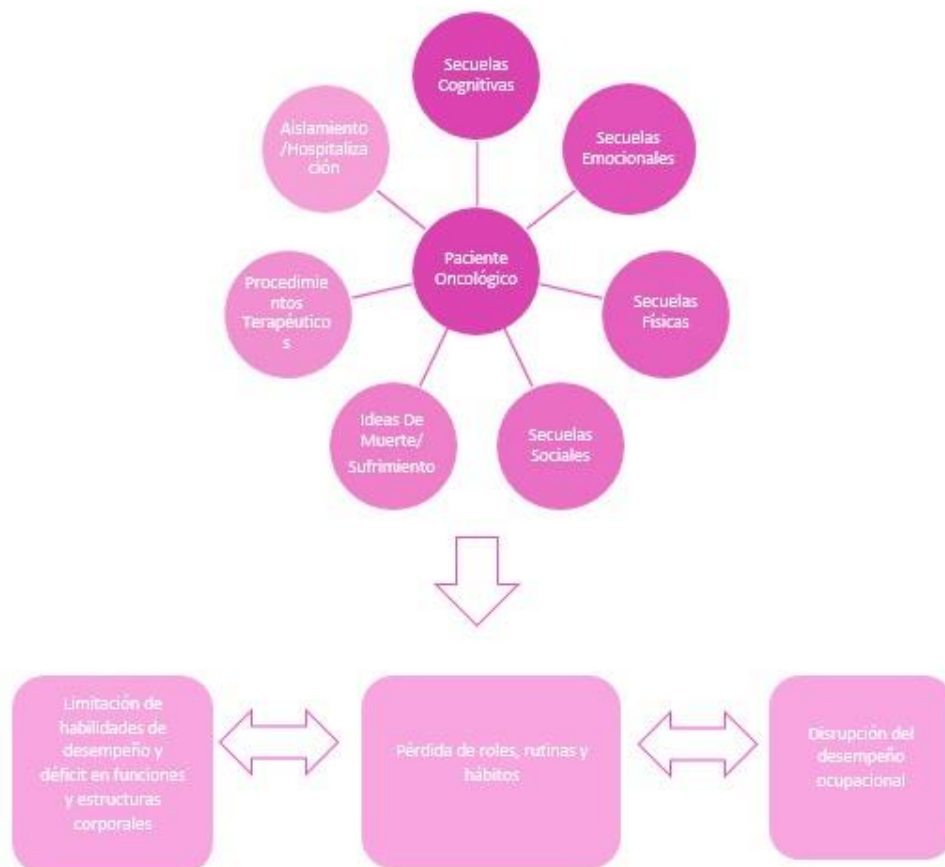 Secuelas
Cognitivas
Secuelas
Emocionales
Secuelas
Físicas
Secuelas
Sociales
Ideas De
Muerte/
Sufrimiento
Procedimie
ntos
Terapéutico
s
Aislamiento
/Hospitaliza
ción
Paciente
Oncológico
Limitación de
habilidades de
desempeño y
déficit en funciones
y estructuras
corporales
Pérdida de roles, rutinas y
hábitos
Disrupción del
desempeño
ocupacional